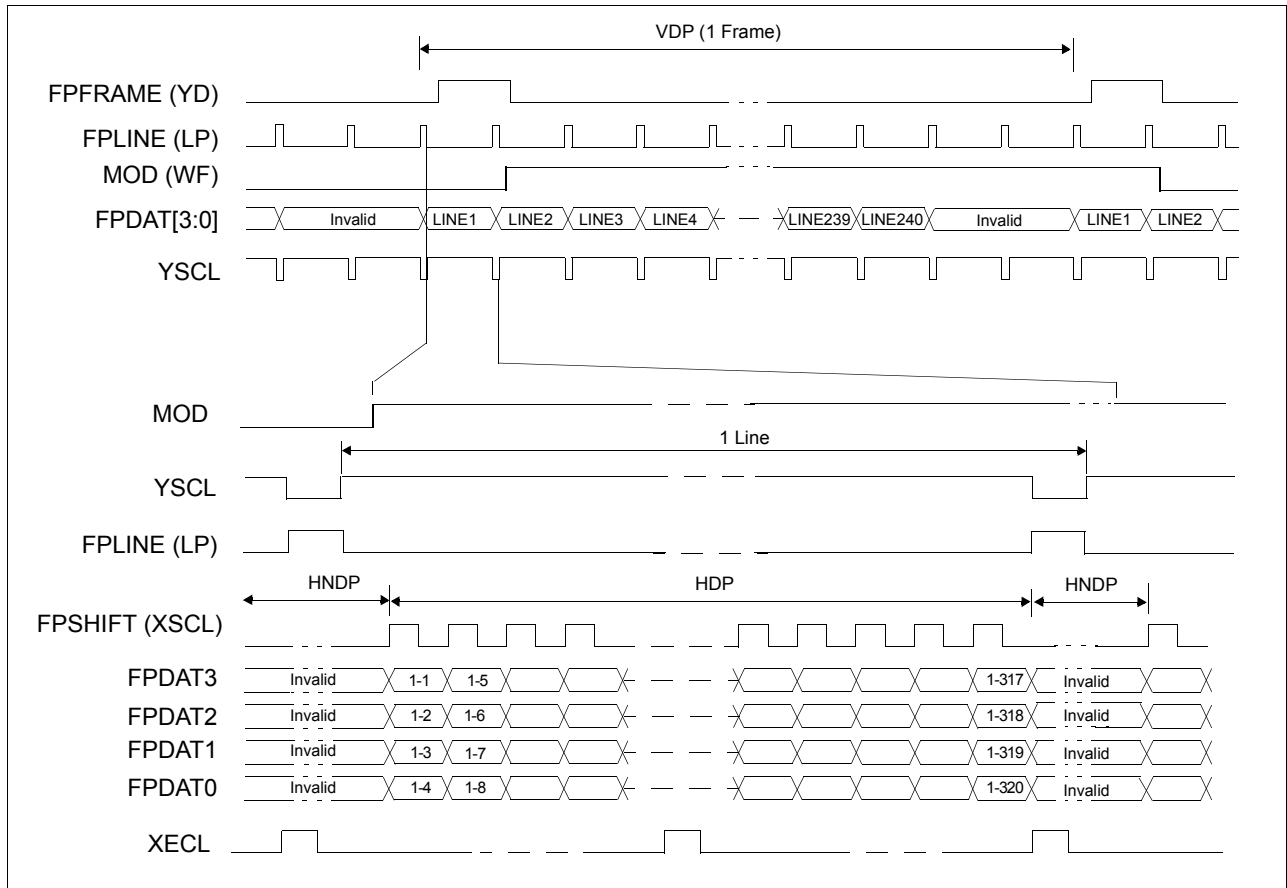 VDP (1 Frame)
FPFRAME (YD)
FPLINE (LP)
MOD (WF)
FPDAT[3:0] Invalid LINE1 LINE2 LINE3 LINE4 LINE239 LINE240 Invalid LINE1 LINE2
YSCL
MOD
1 Line
YSCL
FPLINE (LP)
HNDP HDP HNDP
FPSHIFT (XSCL)
FPDAT3 Invalid 1-1 1-5 1-317 Invalid
FPDAT2 Invalid 1-2 1-6 1-318 Invalid
FPDAT1 Invalid 1-3 1-7 1-319 Invalid
FPDAT0 Invalid 1-4 1-8 1-320 Invalid
XECL